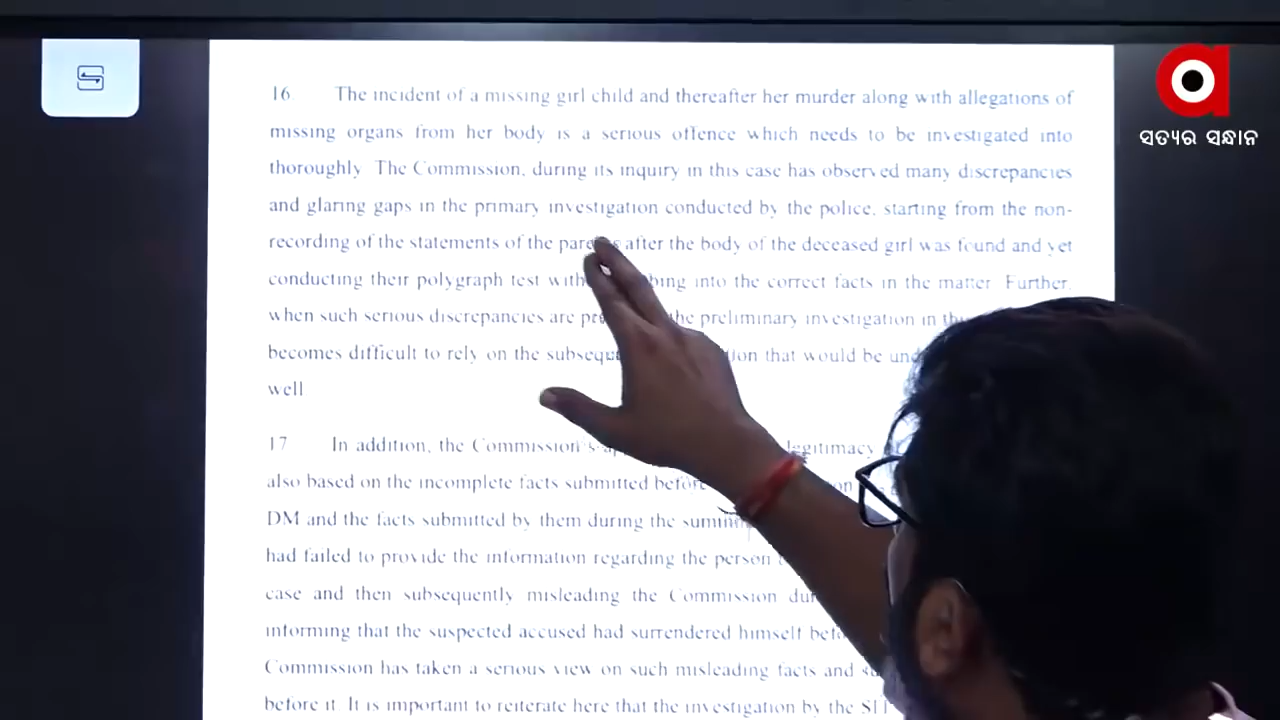 ସତ୍ୟର ସନ୍ଧାନ
16 The incident of a missing girl child and thereafter her murder along with allegations of
missing organs from her body is a serious offence which needs to be investigated into
thoroughly. The Commission, during its inquiry in this case has observed many discrepancies
and glaring gaps in the primary investigation conducted by the police, starting from the non-
recording of the statements of the after the body of the deceased girl was found and yet
conducting their polygraph test into the correct facts in the matter. Further,
when such serious discrepancies are the preliminary investigation in
becomes difficult to rely on the that would be
well
17 In addition, the Commission's legitimacy
also based on the incomplete facts submitted before
DM and the facts submitted by them during the
had failed to provide the information regarding the person
case and then subsequently misleading the Commission
informing that the suspected accused had surrendered himself
Commission has taken a serious view on such misleading facts and
before it. It is important to reiterate here that the investigation by the SIT